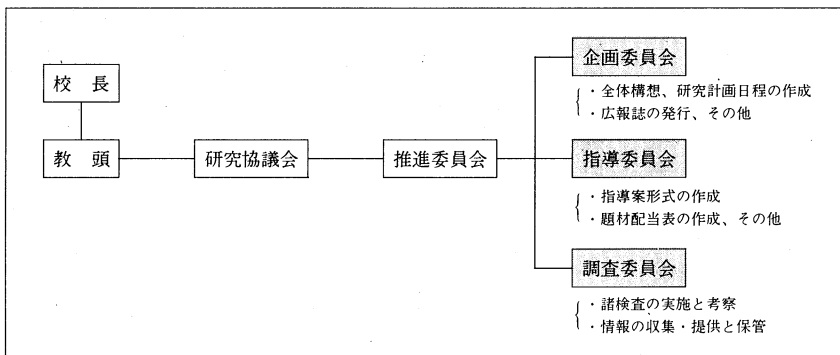 校　長
教　頭
研究協議会
推進委員会
企画委員会
・全体構想、研究計画日程の作成
・広報誌の発行、その他
指導委員会
・指導案形式の作成
・題材配当表の作成、その他
調査委員会
・諸検査の実施と考察
・情報の収集・提供と保管